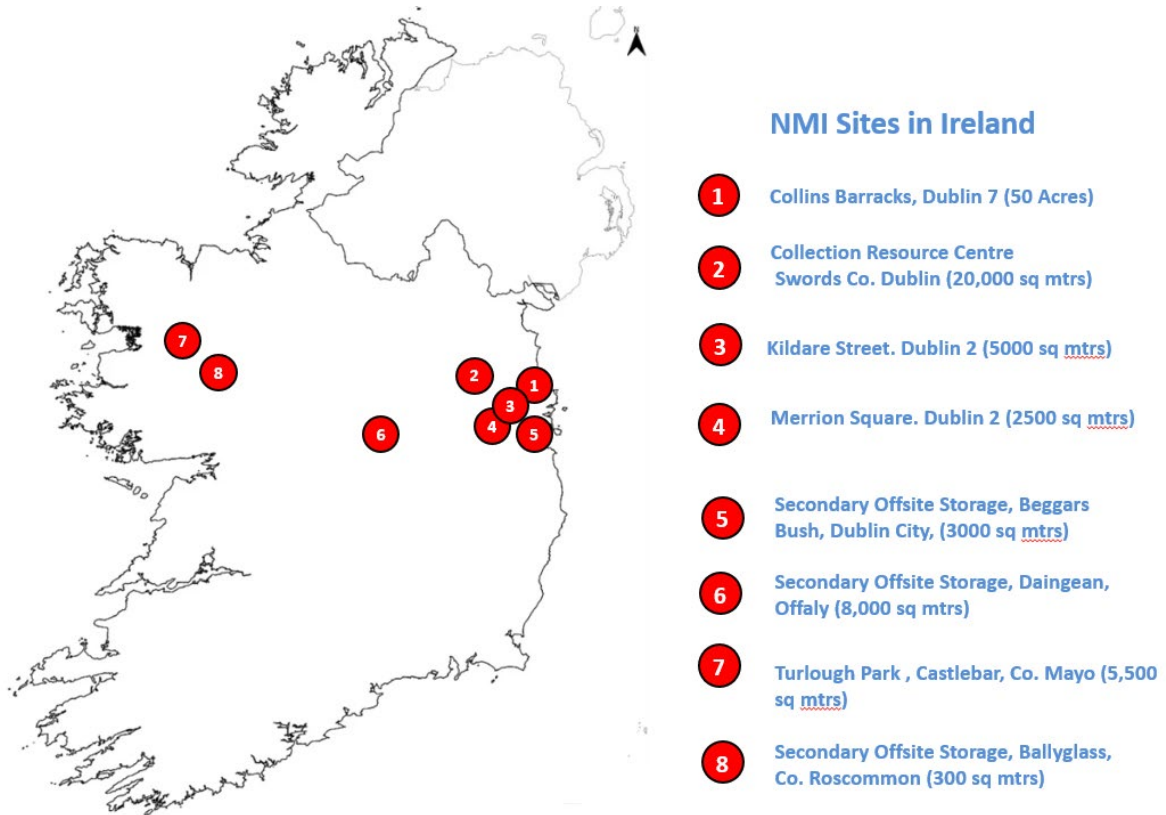 N
NMI Sites in Ireland
1 Collins Barracks, Dublin 7 (50 Acres)
2 Collection Resource Centre
Swords Co. Dublin (20,000 sq mtrs)
3 Kildare Street. Dublin 2 (5000 sq mtrs)
4 Merrion Square. Dublin 2 (2500 sq mtrs)
5 Secondary Offsite Storage, Beggars
Bush, Dublin City, (3000 sq mtrs)
6 Secondary Offsite Storage, Daingean,
Offaly (8,000 sq mtrs)
7 Turlough Park , Castlebar, Co. Mayo (5,500
sq mtrs)
8 Secondary Offsite Storage, Ballyglass,
Co. Roscommon (300 sq mtrs)
7
8
2
1
3
4
5
6